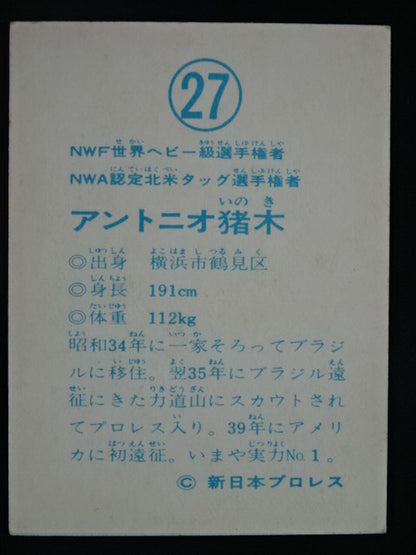 27
NWF世界ヘビー級選手権者
NWA認定北米タッグ選手権者
アントニオ猪木
◎出身 横浜市鶴見区
◎身長 191cm
◎体重 112kg
昭和34年に一家そろってブラジ
ルに移住。翌35年にブラジル遠
征にきた力道山にスカウトされ
てプロレス入り。39年にアメリ
カに初遠征。いまや実力No.1。
© 新日本プロレス